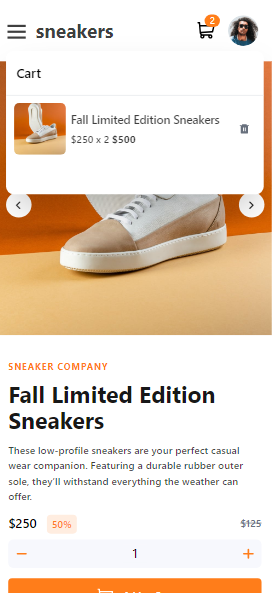 sneakers
2
Cart
Fall Limited Edition Sneakers
$250 x 2 $500
SNEAKER COMPANY
Fall Limited Edition
Sneakers
These low-profile sneakers are your perfect casual
wear companion. Featuring a durable rubber outer
sole, they'll withstand everything the weather can
offer.
$250 50% $125
− 1 +